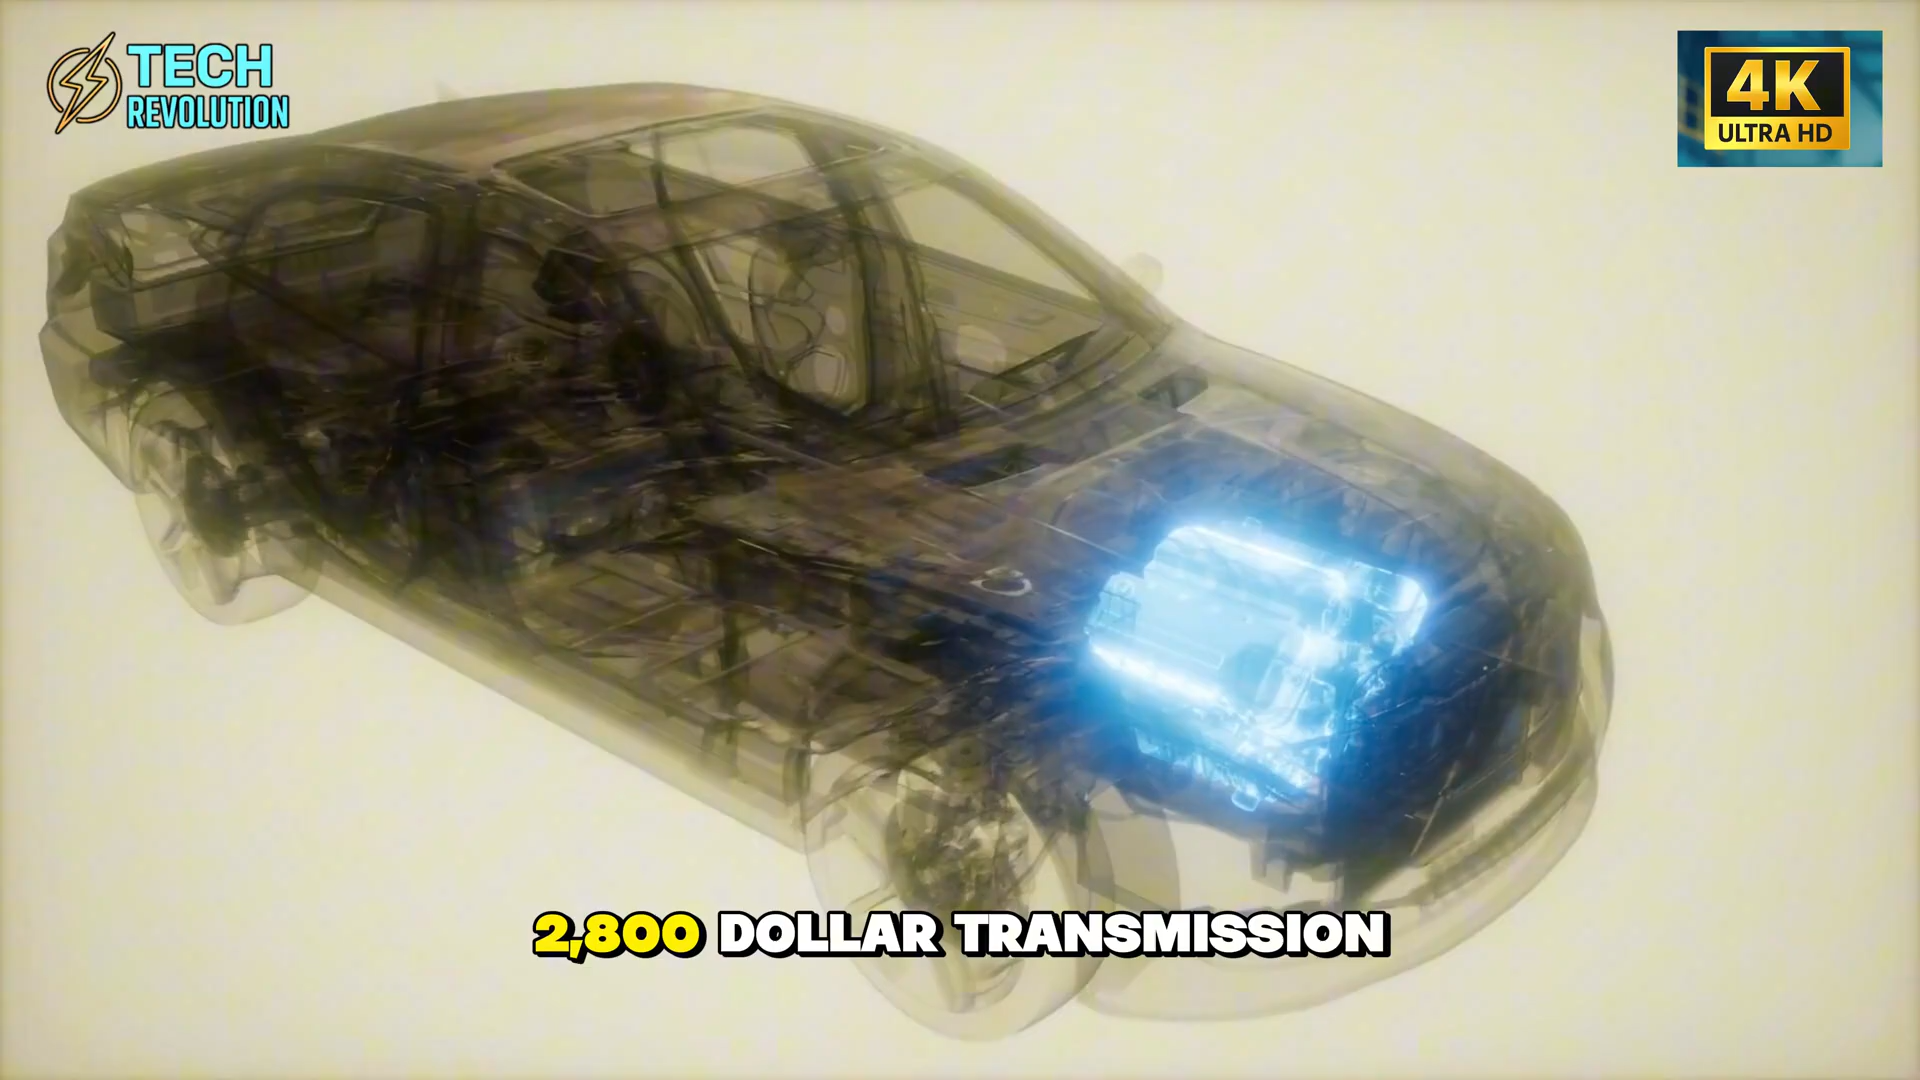 TECH
REVOLUTION
4K
ULTRA HD
2,800 DOLLAR TRANSMISSION